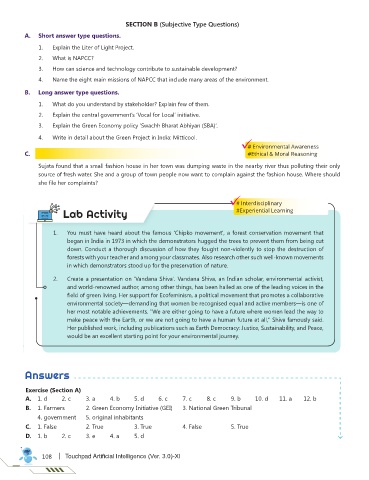 SECTION B (Subjective Type Questions)
A. Short answer type questions.
1. Explain the Liter of Light Project.
2. What is NAPCC?
3. How can science and technology contribute to sustainable development?
4. Name the eight main missions of NAPCC that include many areas of the environment.
B. Long answer type questions.
1. What do you understand by stakeholder? Explain few of them.
2. Explain the central government's 'Vocal for Local' initiative.
3. Explain the Green Economy policy 'Swachh Bharat Abhiyan (SBA)'.
4. Write in detail about the Green Project in India: Mitticool.
# Environmental Awareness
#Ethical & Moral Reasoning
C.
Sujata found that a small fashion house in her town was dumping waste in the nearby river thus polluting their only
source of fresh water. She and a group of town people now want to complain against the fashion house. Where should
she file her complaints?
# Interdisciplinary
#Experiential Learning
Lab Activity
1. You must have heard about the famous 'Chipko movement', a forest conservation movement that
began in India in 1973 in which the demonstrators hugged the trees to prevent them from being cut
down. Conduct a thorough discussion of how they fought non-violently to stop the destruction of
forests with your teacher and among your classmates. Also research other such well-known movements
in which demonstrators stood up for the preservation of nature.
2. Create a presentation on 'Vandana Shiva'. Vandana Shiva, an Indian scholar, environmental activist,
and world-renowned author, among other things, has been hailed as one of the leading voices in the
field of green living. Her support for Ecofeminism, a political movement that promotes a collaborative
environmental society—demanding that women be recognised equal and active members—is one of
her most notable achievements. "We are either going to have a future where women lead the way to
make peace with the Earth, or we are not going to have a human future at all," Shiva famously said.
Her published work, including publications such as Earth Democracy: Justice, Sustainability, and Peace,
would be an excellent starting point for your environmental journey.
Answers
Exercise (Section A)
A. 1. d 2. c 3. a 4. b 5. d 6. c 7. c 8. c 9. b 10. d 11. a 12. b
B. 1. Farmers 2. Green Economy Initiative (GEI) 3. National Green Tribunal
4. government 5. original inhabitants
C. 1. False 2. True 3. True 4. False 5. True
D. 1. b 2. c 3. e 4. a 5. d
108 | Touchpad Artificial Intelligence (Ver. 3.0)-XI